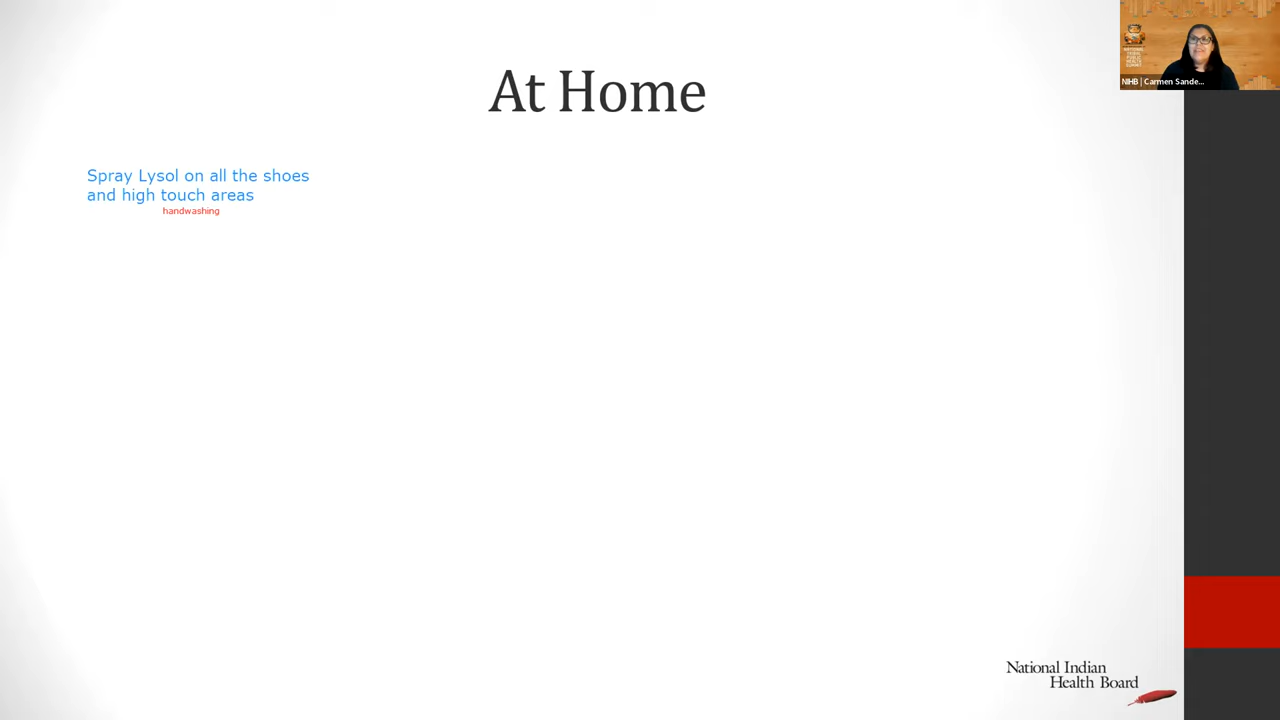 At Home
Spray Lysol on all the shoes
and high touch areas
handwashing
NIHB | Carmen Sande...
National Indian
Health Board